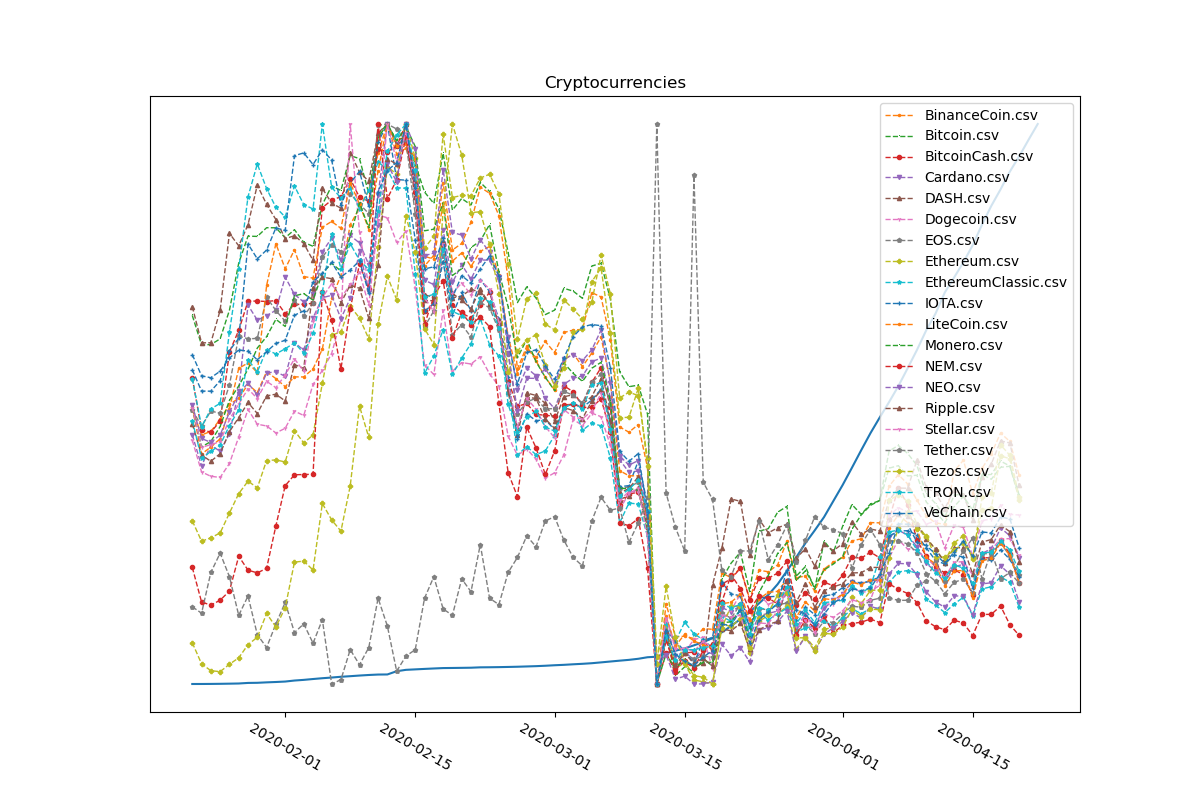 Cryptocurrencies
BinanceCoin.csv
Bitcoin.csv
BitcoinCash.csv
Cardano.csv
DASH.csv
Dogecoin.csv
EOS.csv
Ethereum.csv
EthereumClassic.csv
IOTA.csv
LiteCoin.csv
Monero.csv
NEM.csv
NEO.csv
Ripple.csv
Stellar.csv
Tether.csv
Tezos.csv
TRON.csv
VeChain.csv
2020-02-01
2020-02-15
2020-03-01
2020-03-15
2020-04-01
2020-04-15